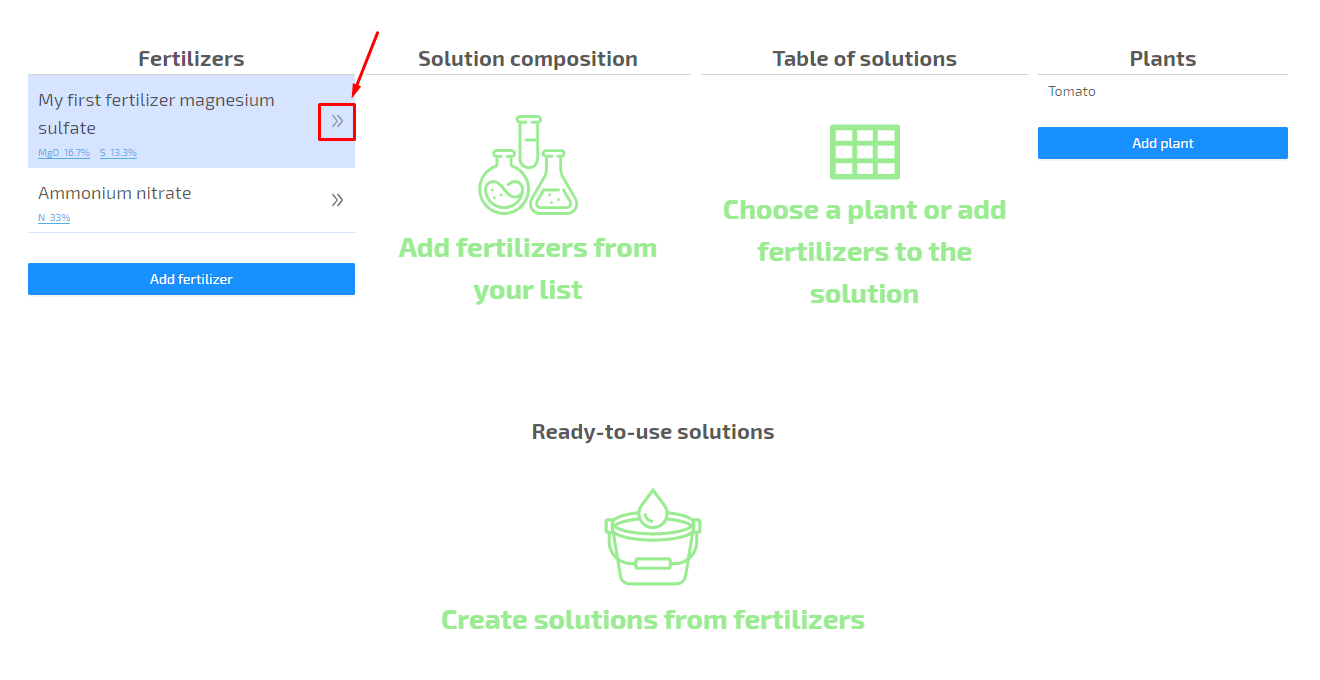 Fertilizers
My first fertilizer magnesium
sulfate
MgO 16.7% S 13.3%
Ammonium nitrate
N 33%
Add fertilizer
Solution composition
Add fertilizers from
your list
Table of solutions
Choose a plant or add
fertilizers to the
solution
Plants
Tomato
Add plant
Ready-to-use solutions
Create solutions from fertilizers